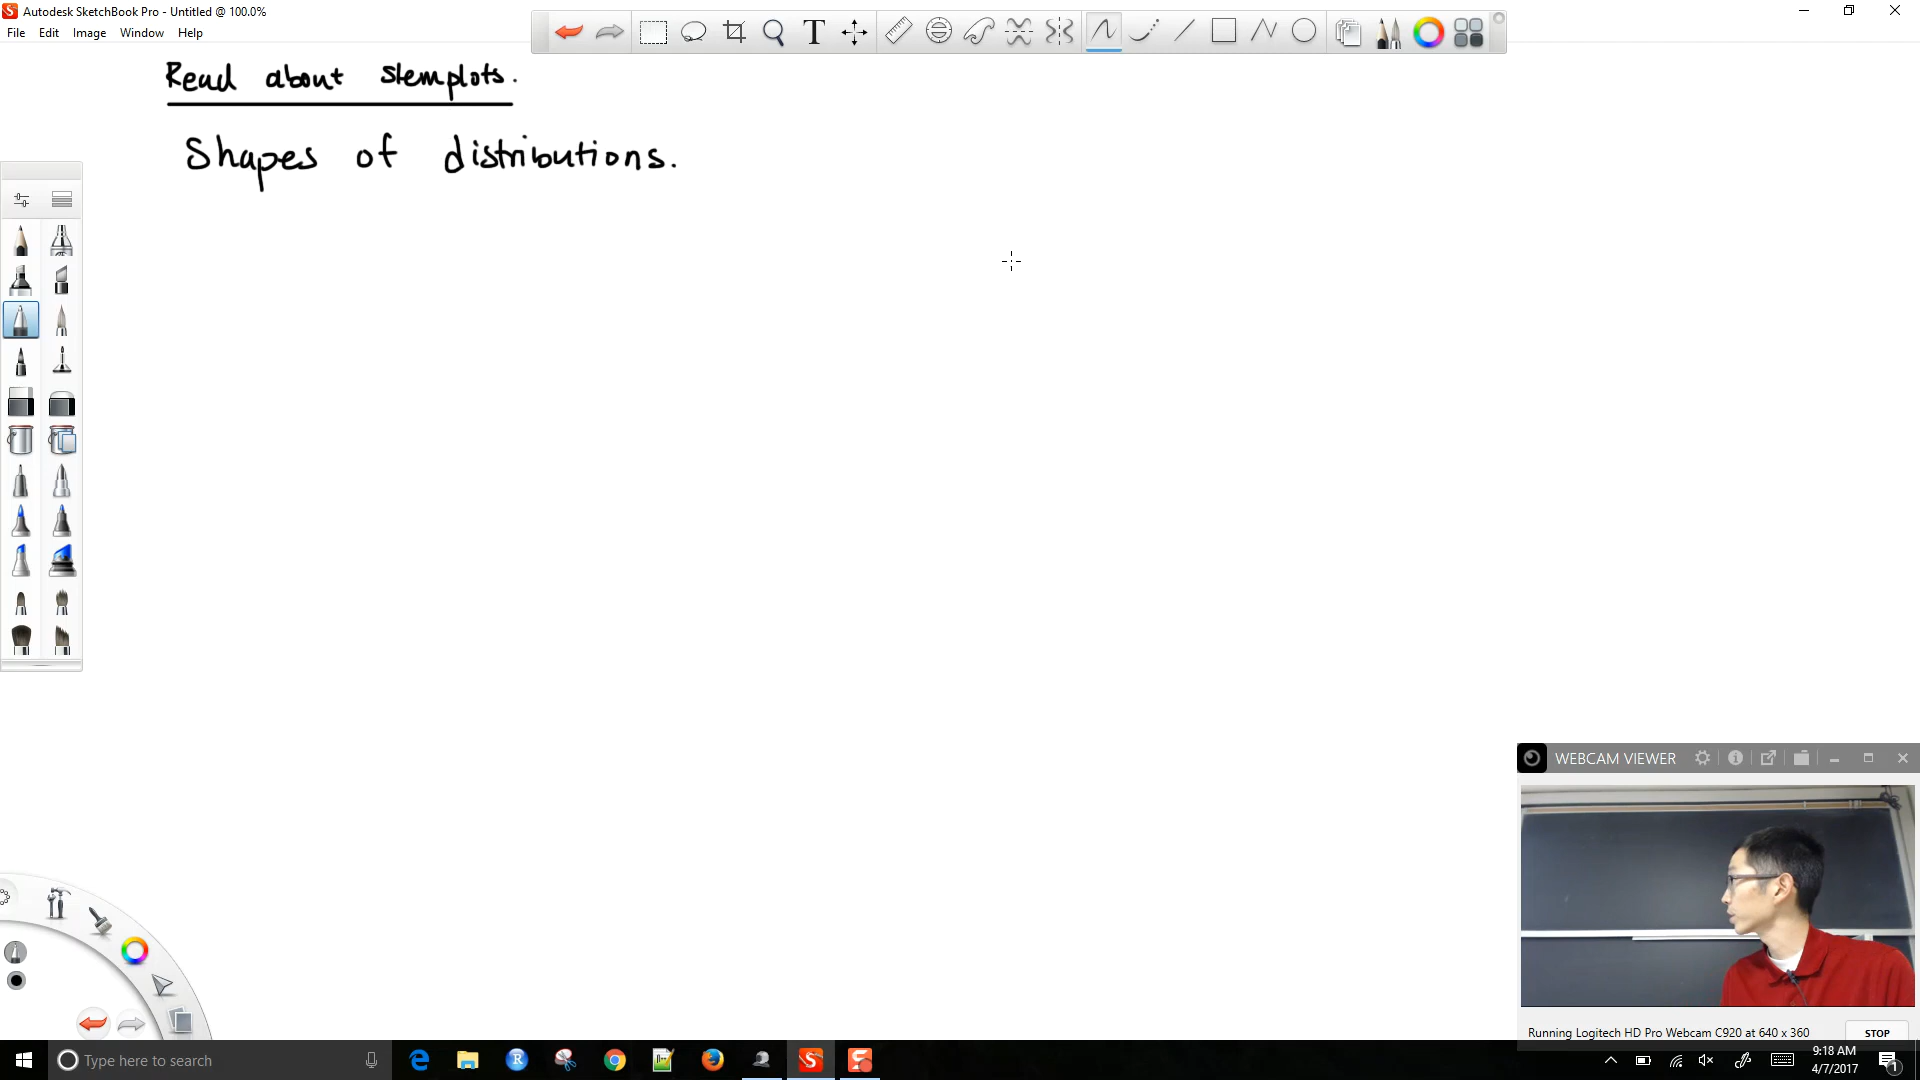 Autodesk SketchBook Pro - Untitled @ 100.0%
File Edit Image Window Help
Read about stemplots.
Shapes of distributions.
WEBCAM VIEWER
Running Logitech HD Pro Webcam C920 at 640 x 360
STOP
Type here to search
9:18 AM
4/7/2017